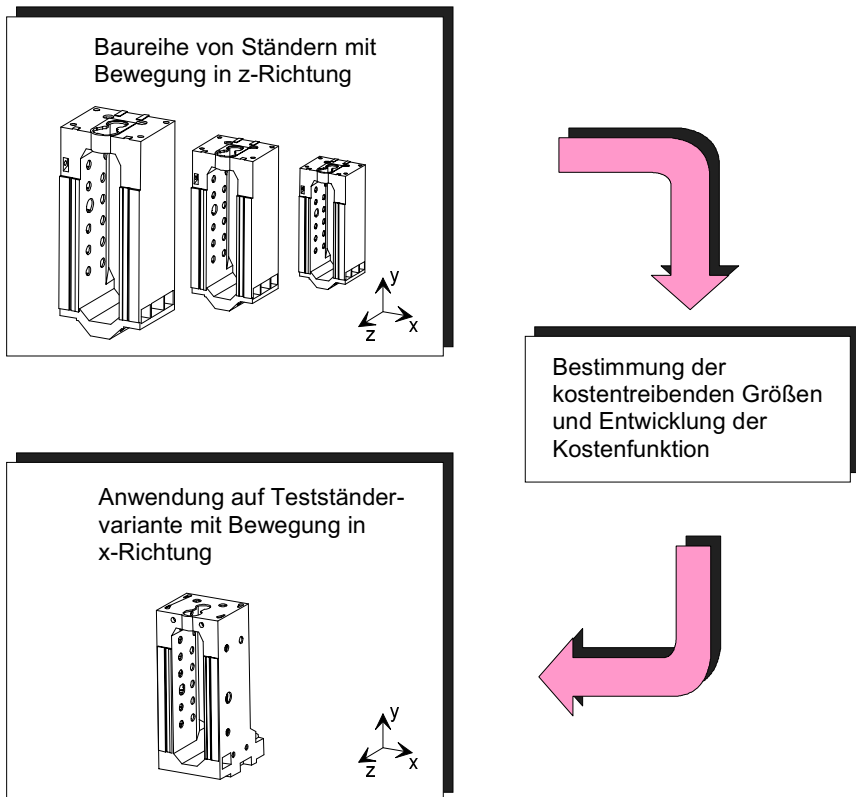 Baureihe von Ständern mit
Bewegung in z-Richtung
y
z
x
Bestimmung der
kostentreibenden Größen
und Entwicklung der
Kostenfunktion
Anwendung auf Testständer-
variante mit Bewegung in
x-Richtung
y
z
x